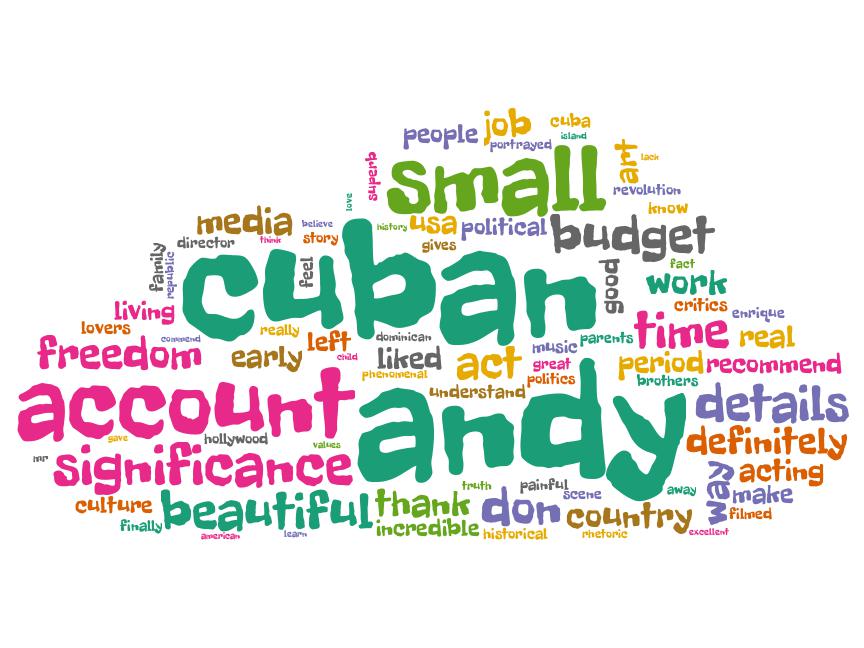 people
job
cuba
island
portrayed
superb
small
art
lack
love
revolution
know
media
believe
history
usa
political
budget
director
think
story
gives
family
republic
cuban
feel
good
fact
work
critics
living
lovers
really
left
dominican
music
parents
time
enrique
real
commend
freedom
early
child
liked
act
great
period
recommend
phenomenal
politics
brothers
account
understand
andy
details
gave
hollywood
values
definitely
mr
significance
truth
painful
scene
away
way
acting
make
culture
beautiful
thank
don
country
filmed
finally
incredible
historical
rhetoric
excellent
american
learn